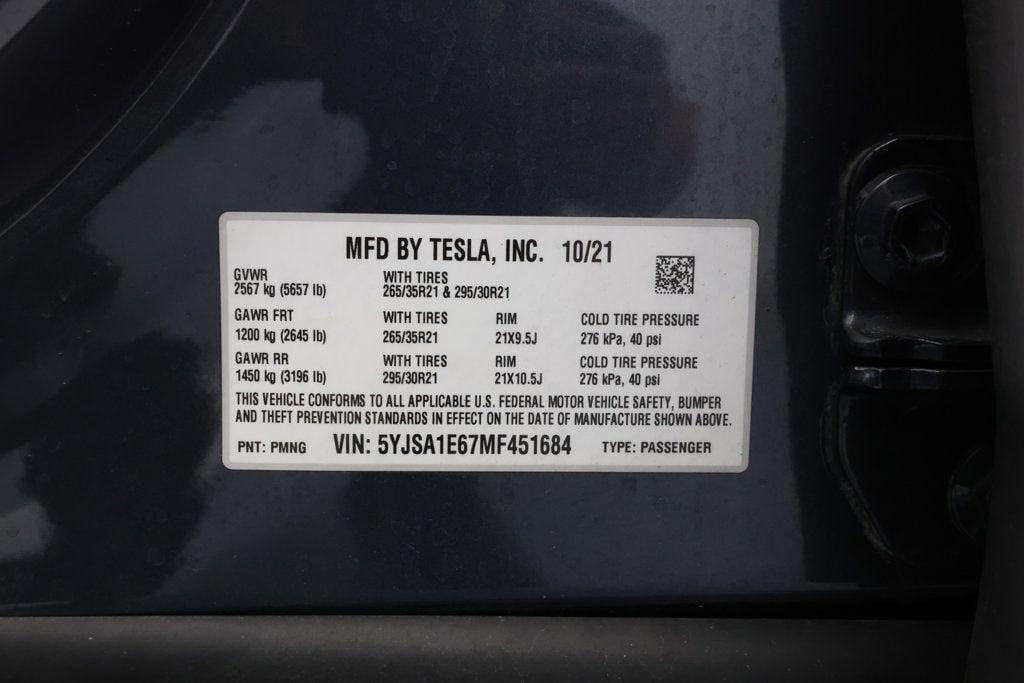 MFD BY TESLA, INC. 10/21
GVWR WITH TIRES
2567 kg (5657 lb) 265/35R21 & 295/30R21
GAWR FRT WITH TIRES RIM COLD TIRE PRESSURE
1200 kg (2645 lb) 265/35R21 21X9.5J 276 kPa, 40 psi
GAWR RR WITH TIRES RIM COLD TIRE PRESSURE
1450 kg (3196 lb) 295/30R21 21X10.5J 276 kPa, 40 psi
THIS VEHICLE CONFORMS TO ALL APPLICABLE U.S. FEDERAL MOTOR VEHICLE SAFETY, BUMPER
AND THEFT PREVENTION STANDARDS IN EFFECT ON THE DATE OF MANUFACTURE SHOWN ABOVE.
PNT: PMNG VIN: 5YJSA1E67MF451684 TYPE: PASSENGER